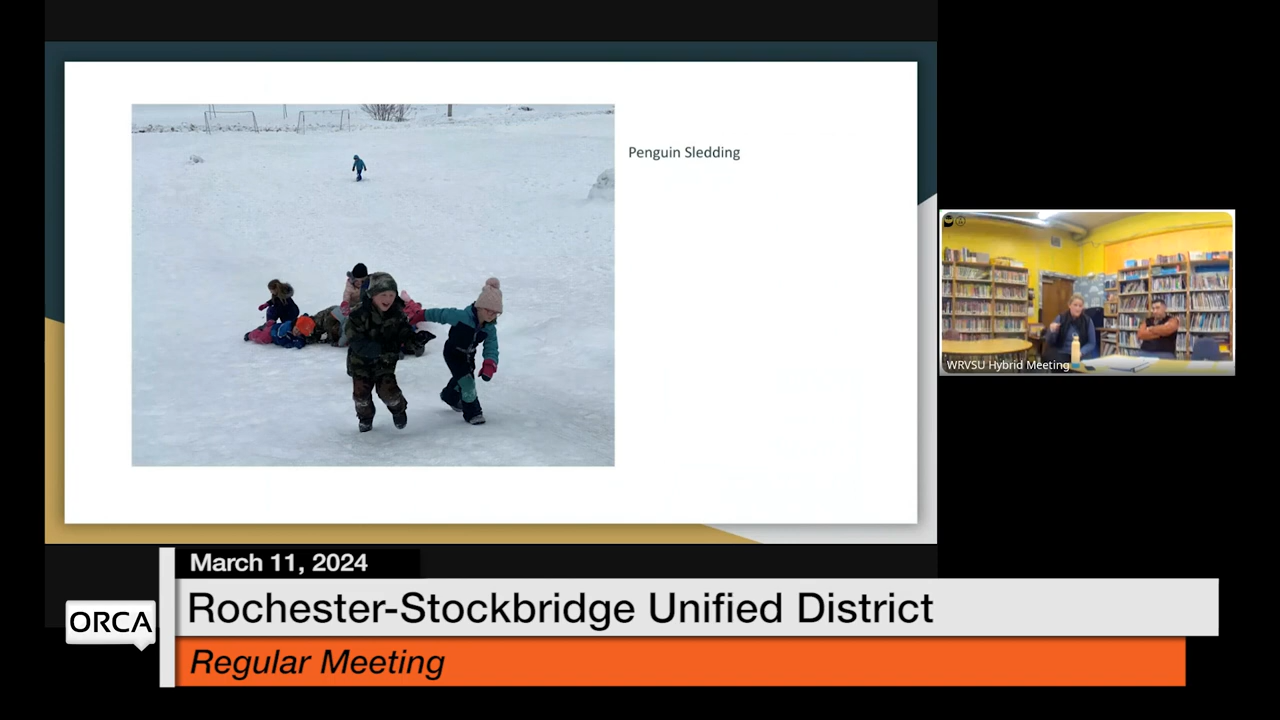 Penguin Sledding
WRVSU Hybrid Meeting
March 11, 2024
Rochester-Stockbridge Unified District
ORCA
Regular Meeting